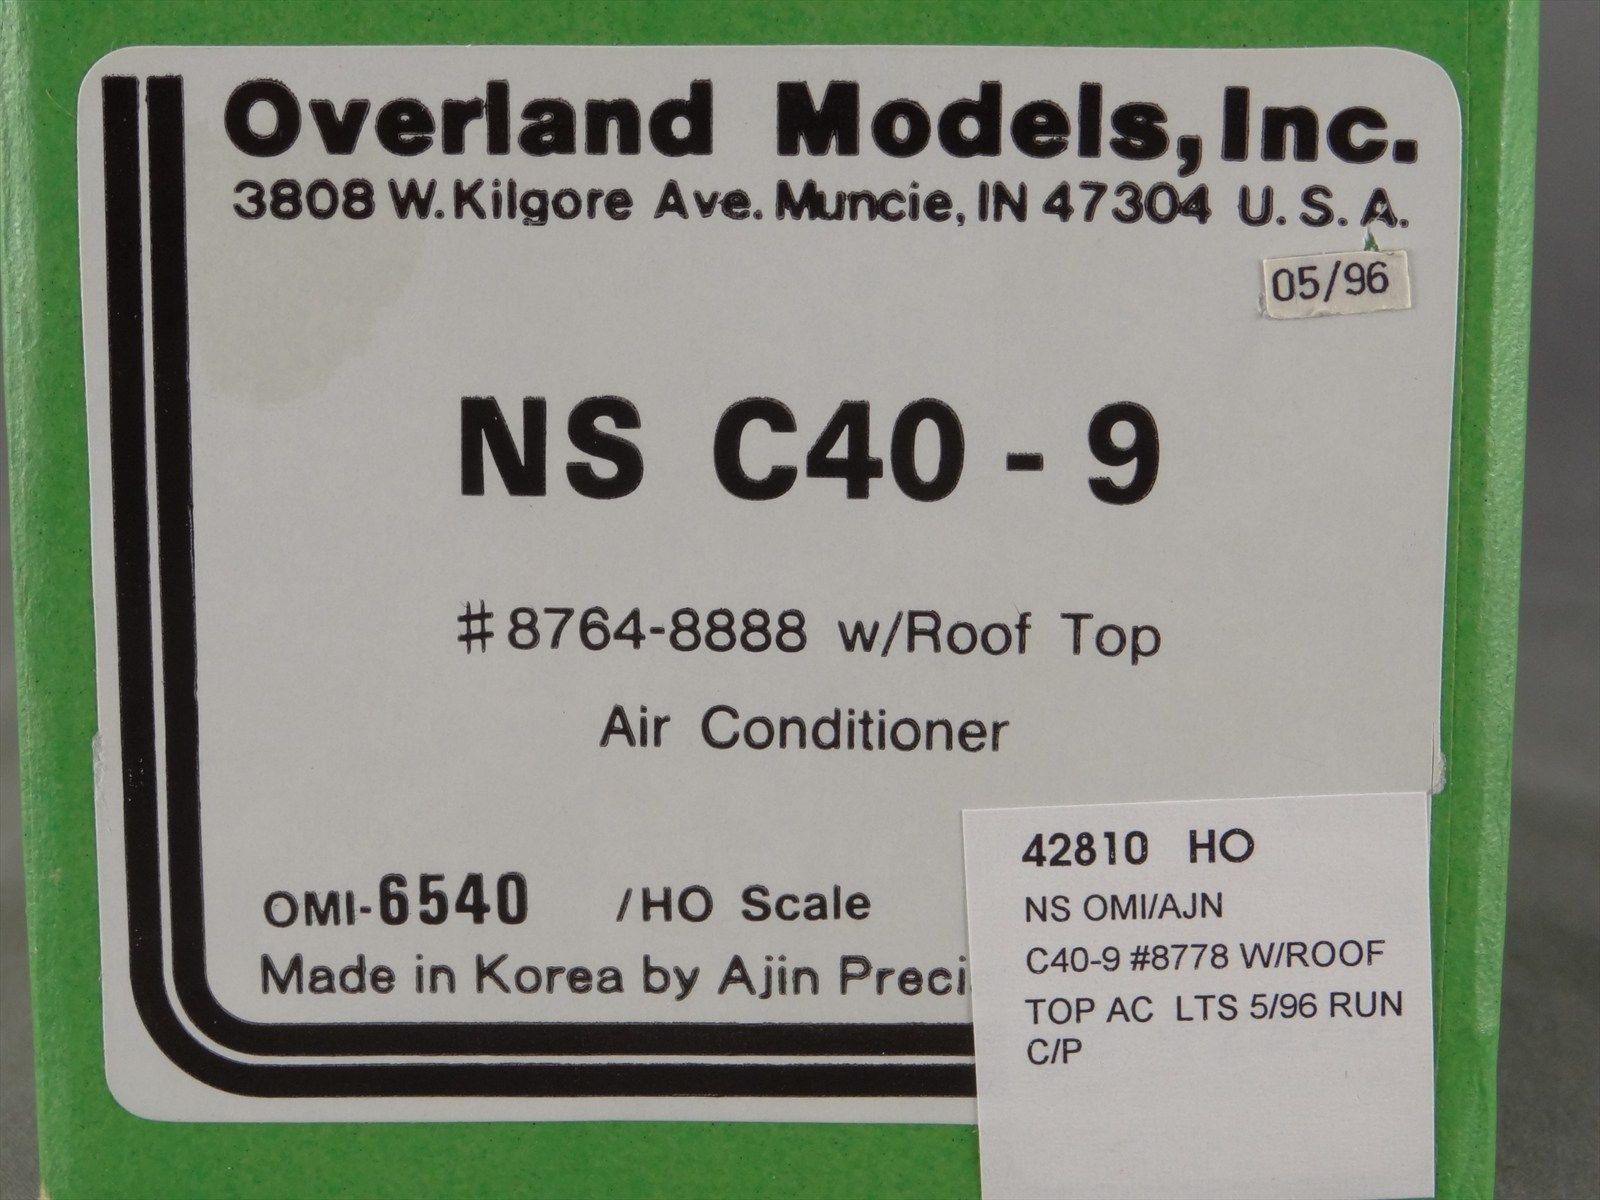 Overland Models, Inc.
3808 W. Kilgore Ave. Muncie, IN 47304 U. S. A.
05/96
NS C40 - 9
#8764-8888 w/Roof Top
Air Conditioner
OMI-6540 /HO Scale
Made in Korea by Ajin Preci
42810 HO
NS OMI/AJN
C40-9 #8778 W/ROOF
TOP AC LTS 5/96 RUN
C/P